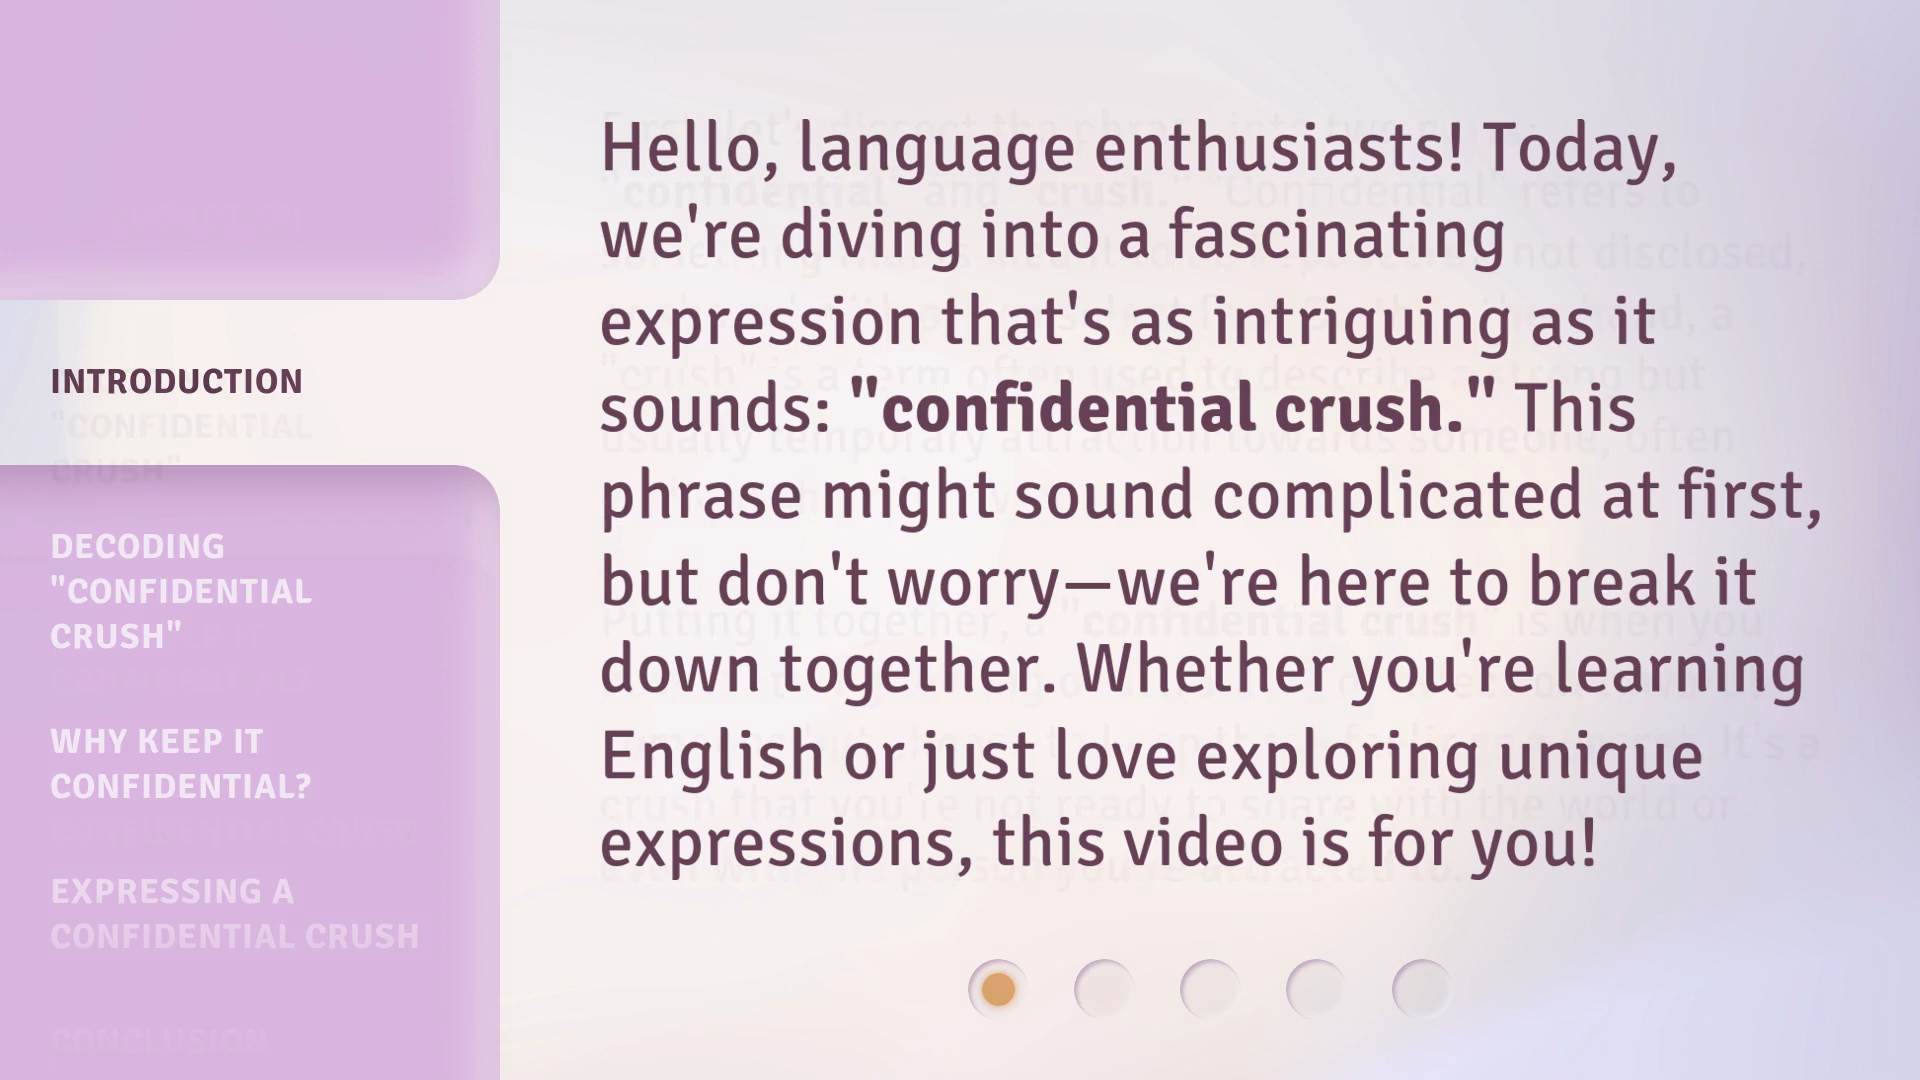 INTRODUCTION
DECODING
"CONFIDENTIAL
CRUSH"
WHY KEEP IT
CONFIDENTIAL?
EXPRESSING A
CONFIDENTIAL CRUSH
CONCLUSION
Hello, language enthusiasts! Today,
we're diving into a fascinating
expression that's as intriguing as it
sounds: "confidential crush." This
phrase might sound complicated at first,
but don't worry—we're here to break it
down together. Whether you're learning
English or just love exploring unique
expressions, this video is for you!